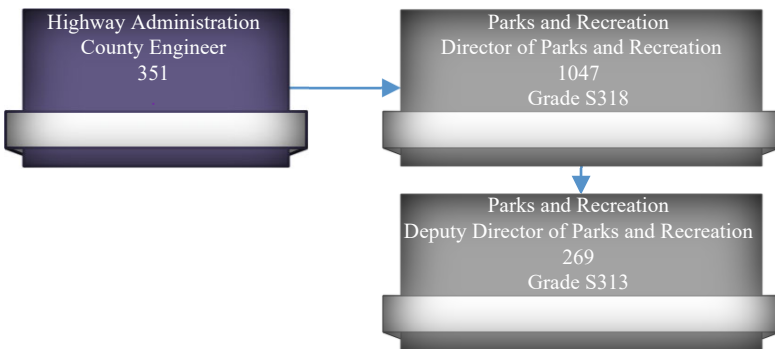 Highway Administration
County Engineer
351
Parks and Recreation
Director of Parks and Recreation
1047
Grade S318
Parks and Recreation
Deputy Director of Parks and Recreation
269
Grade S313